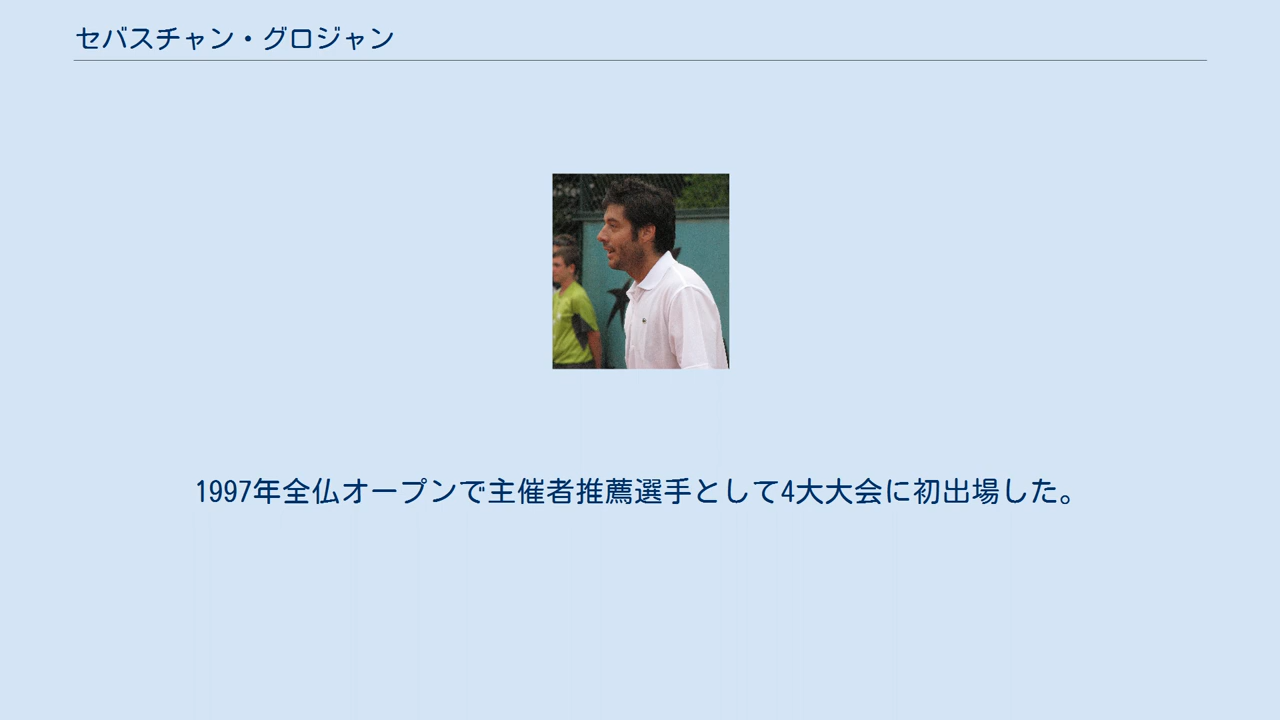 セバスチャン・グロジャン
1997年全仏オープンで主催者推薦選手として4大大会に初出場した。